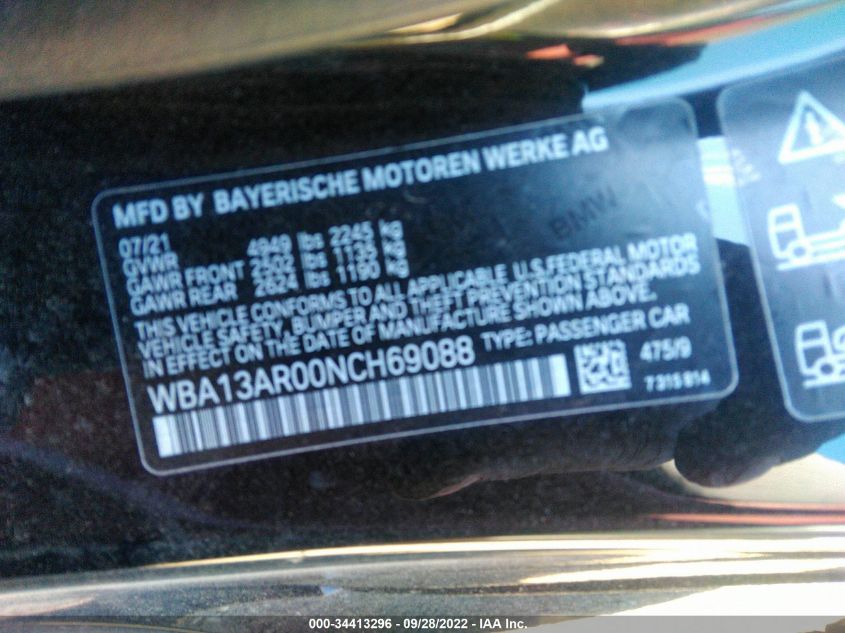 MFD BY BAYERISCHE MOTOREN WERKE AG
07/21
GVWR 4949 lbs 2245 kg
GAWR FRONT 2502 lbs 1135 kg
GAWR REAR 2624 lbs 1190 kg
THIS VEHICLE CONFORMS TO ALL APPLICABLE U.S. FEDERAL MOTOR
VEHICLE SAFETY, BUMPER AND THEFT PREVENTION STANDARDS
IN EFFECT ON THE DATE OF MANUFACTURE SHOWN ABOVE.
WBA13AR00NCH69088 TYPE: PASSENGER CAR
475/9
7315814
BMW
000-34413296 - 09/28/2022 - IAA Inc.